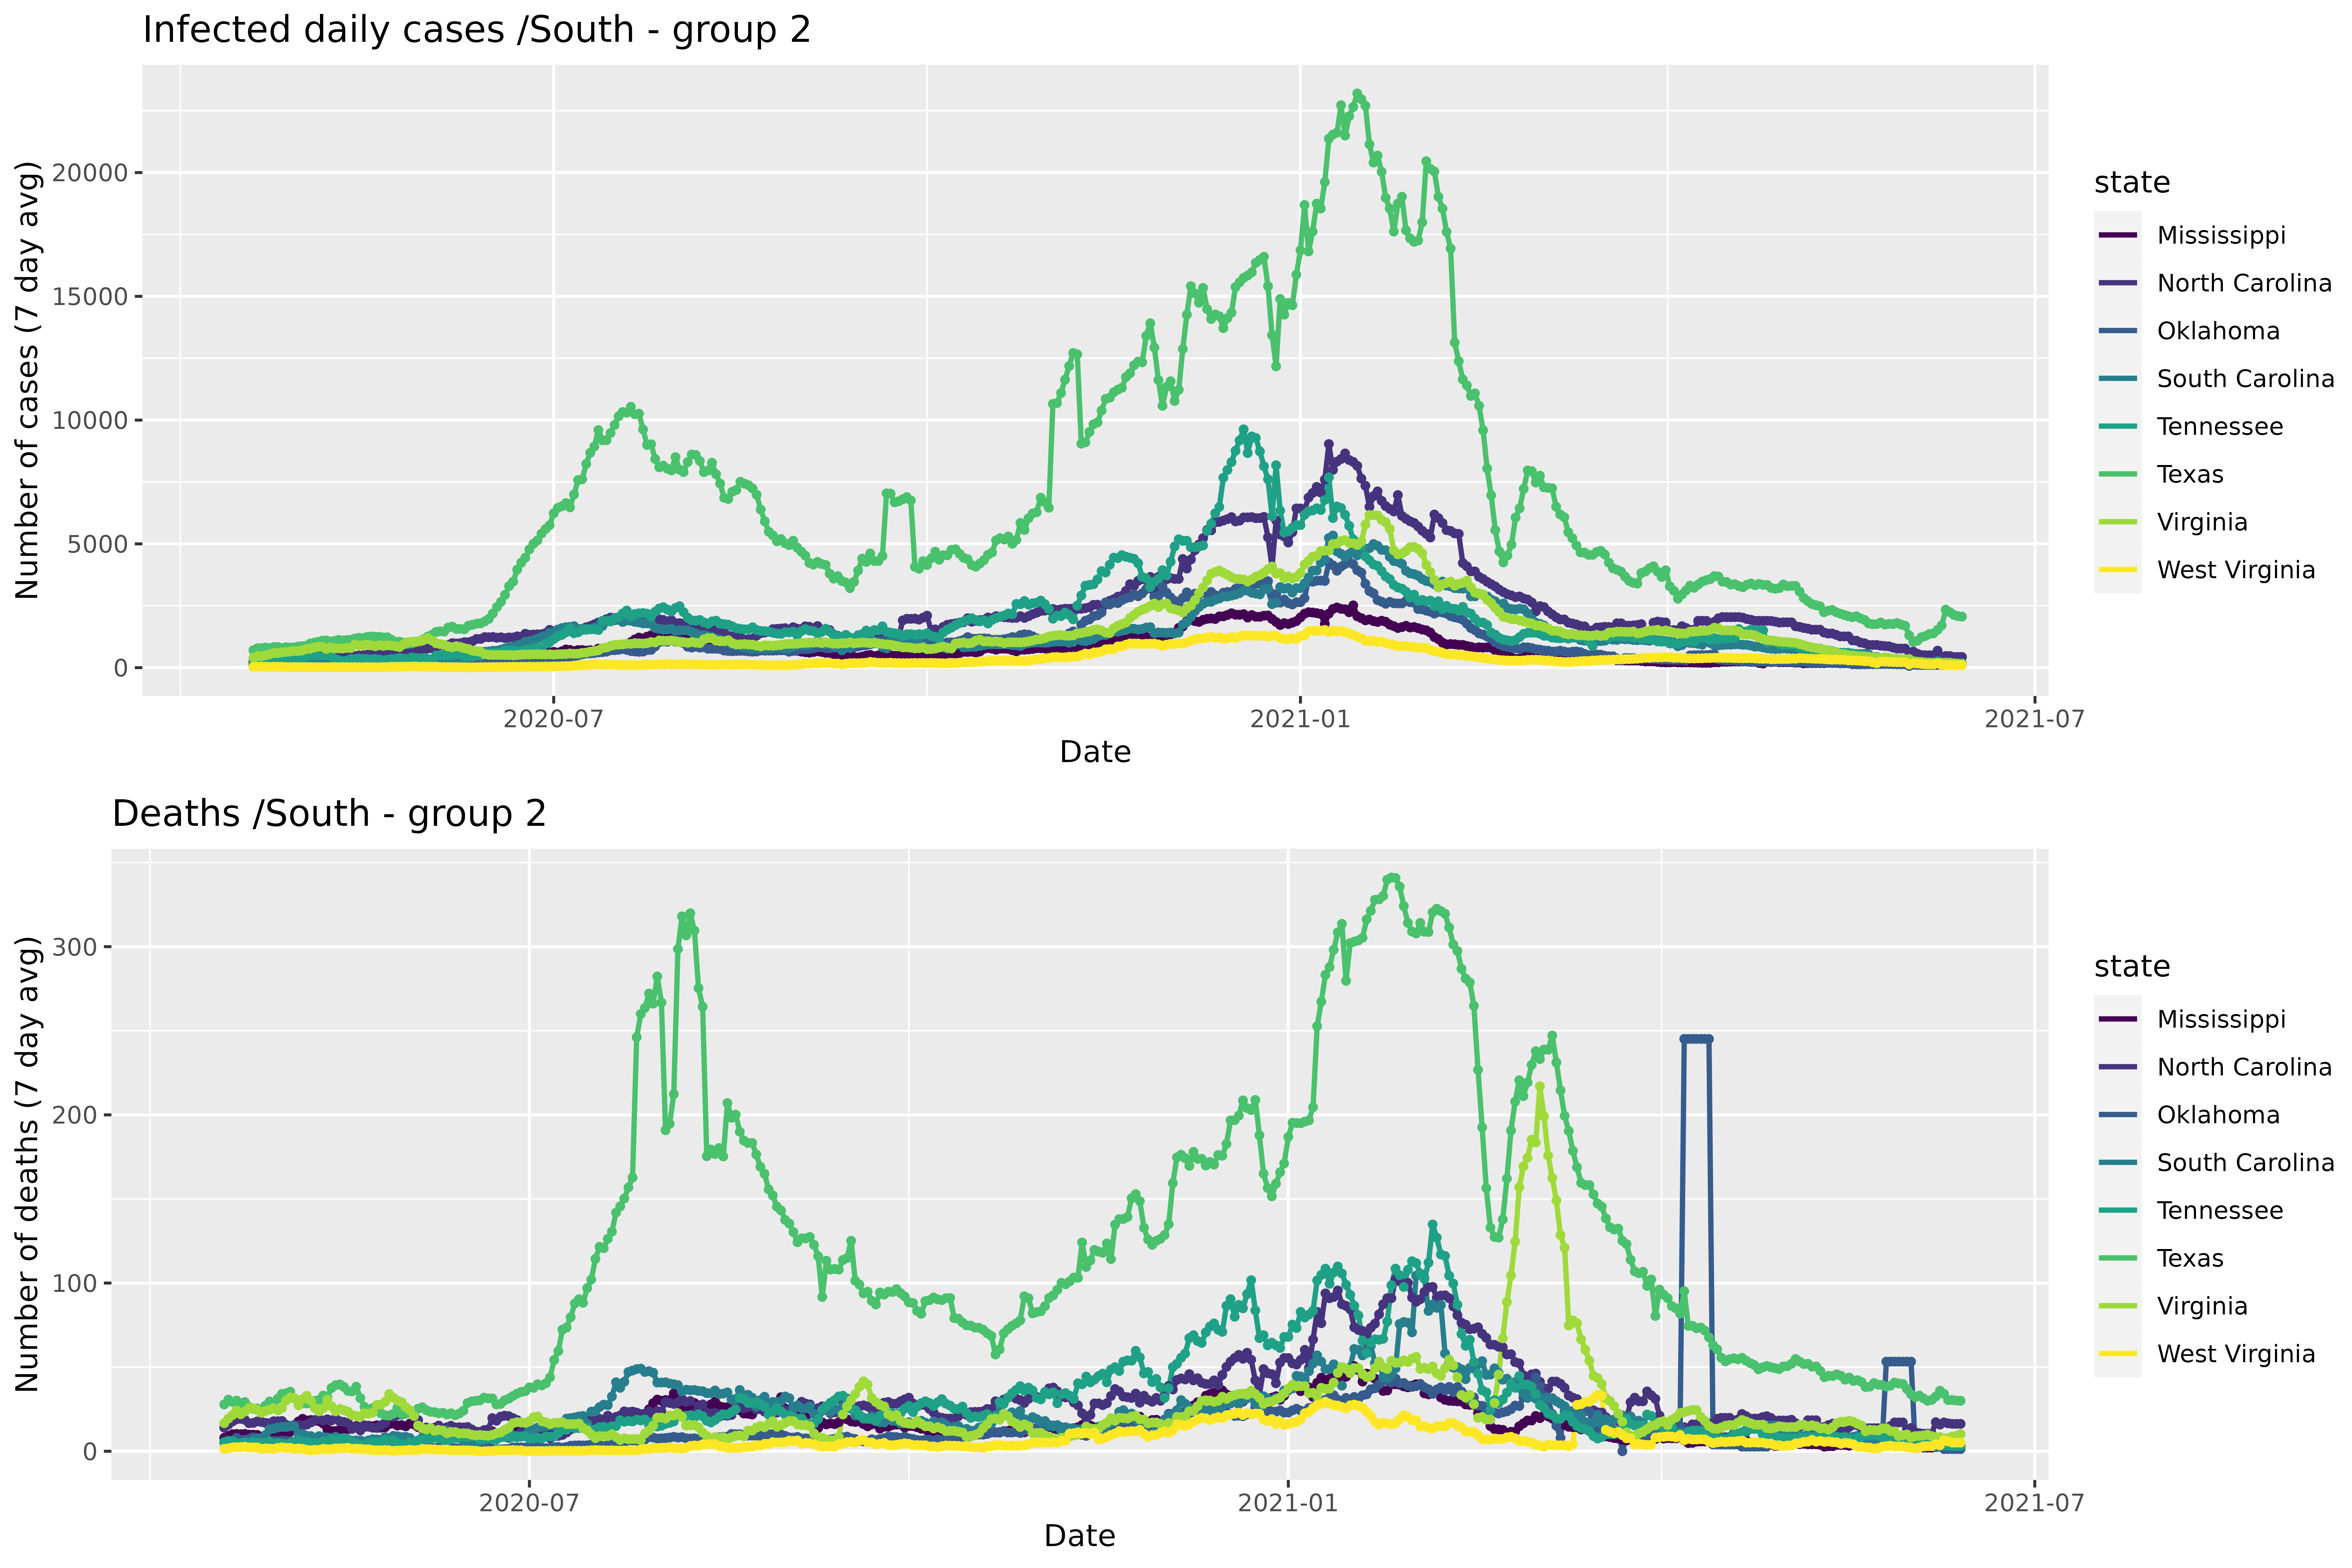 Infected daily cases /South - group 2
Number of cases (7 day avg)
20000
15000
10000
5000
0
2020-07
2021-01
2021-07
Date
state
Mississippi
North Carolina
Oklahoma
South Carolina
Tennessee
Texas
Virginia
West Virginia
Deaths /South - group 2
Number of deaths (7 day avg)
300
200
100
0
2020-07
2021-01
2021-07
Date
state
Mississippi
North Carolina
Oklahoma
South Carolina
Tennessee
Texas
Virginia
West Virginia